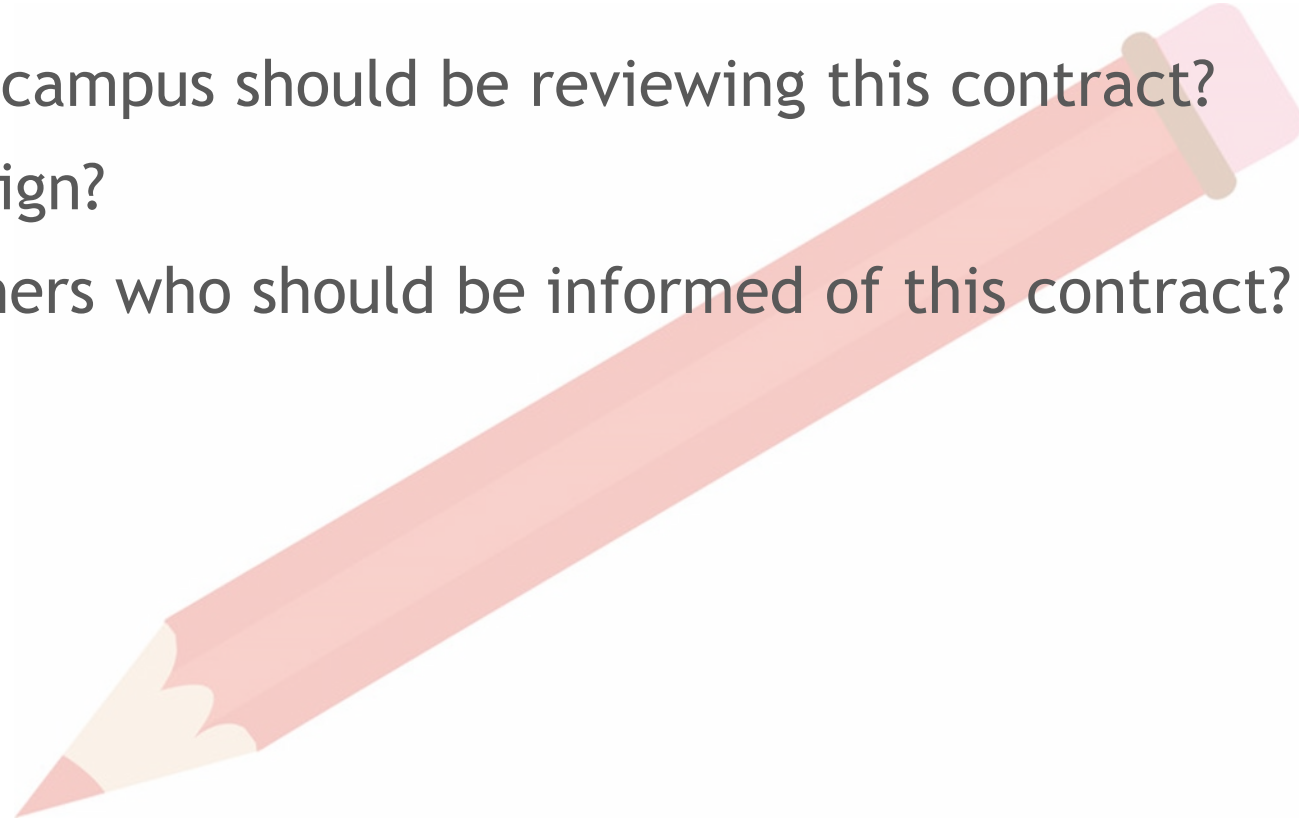 campus should be reviewing this contract?
ign?
ers who should be informed of this contract?